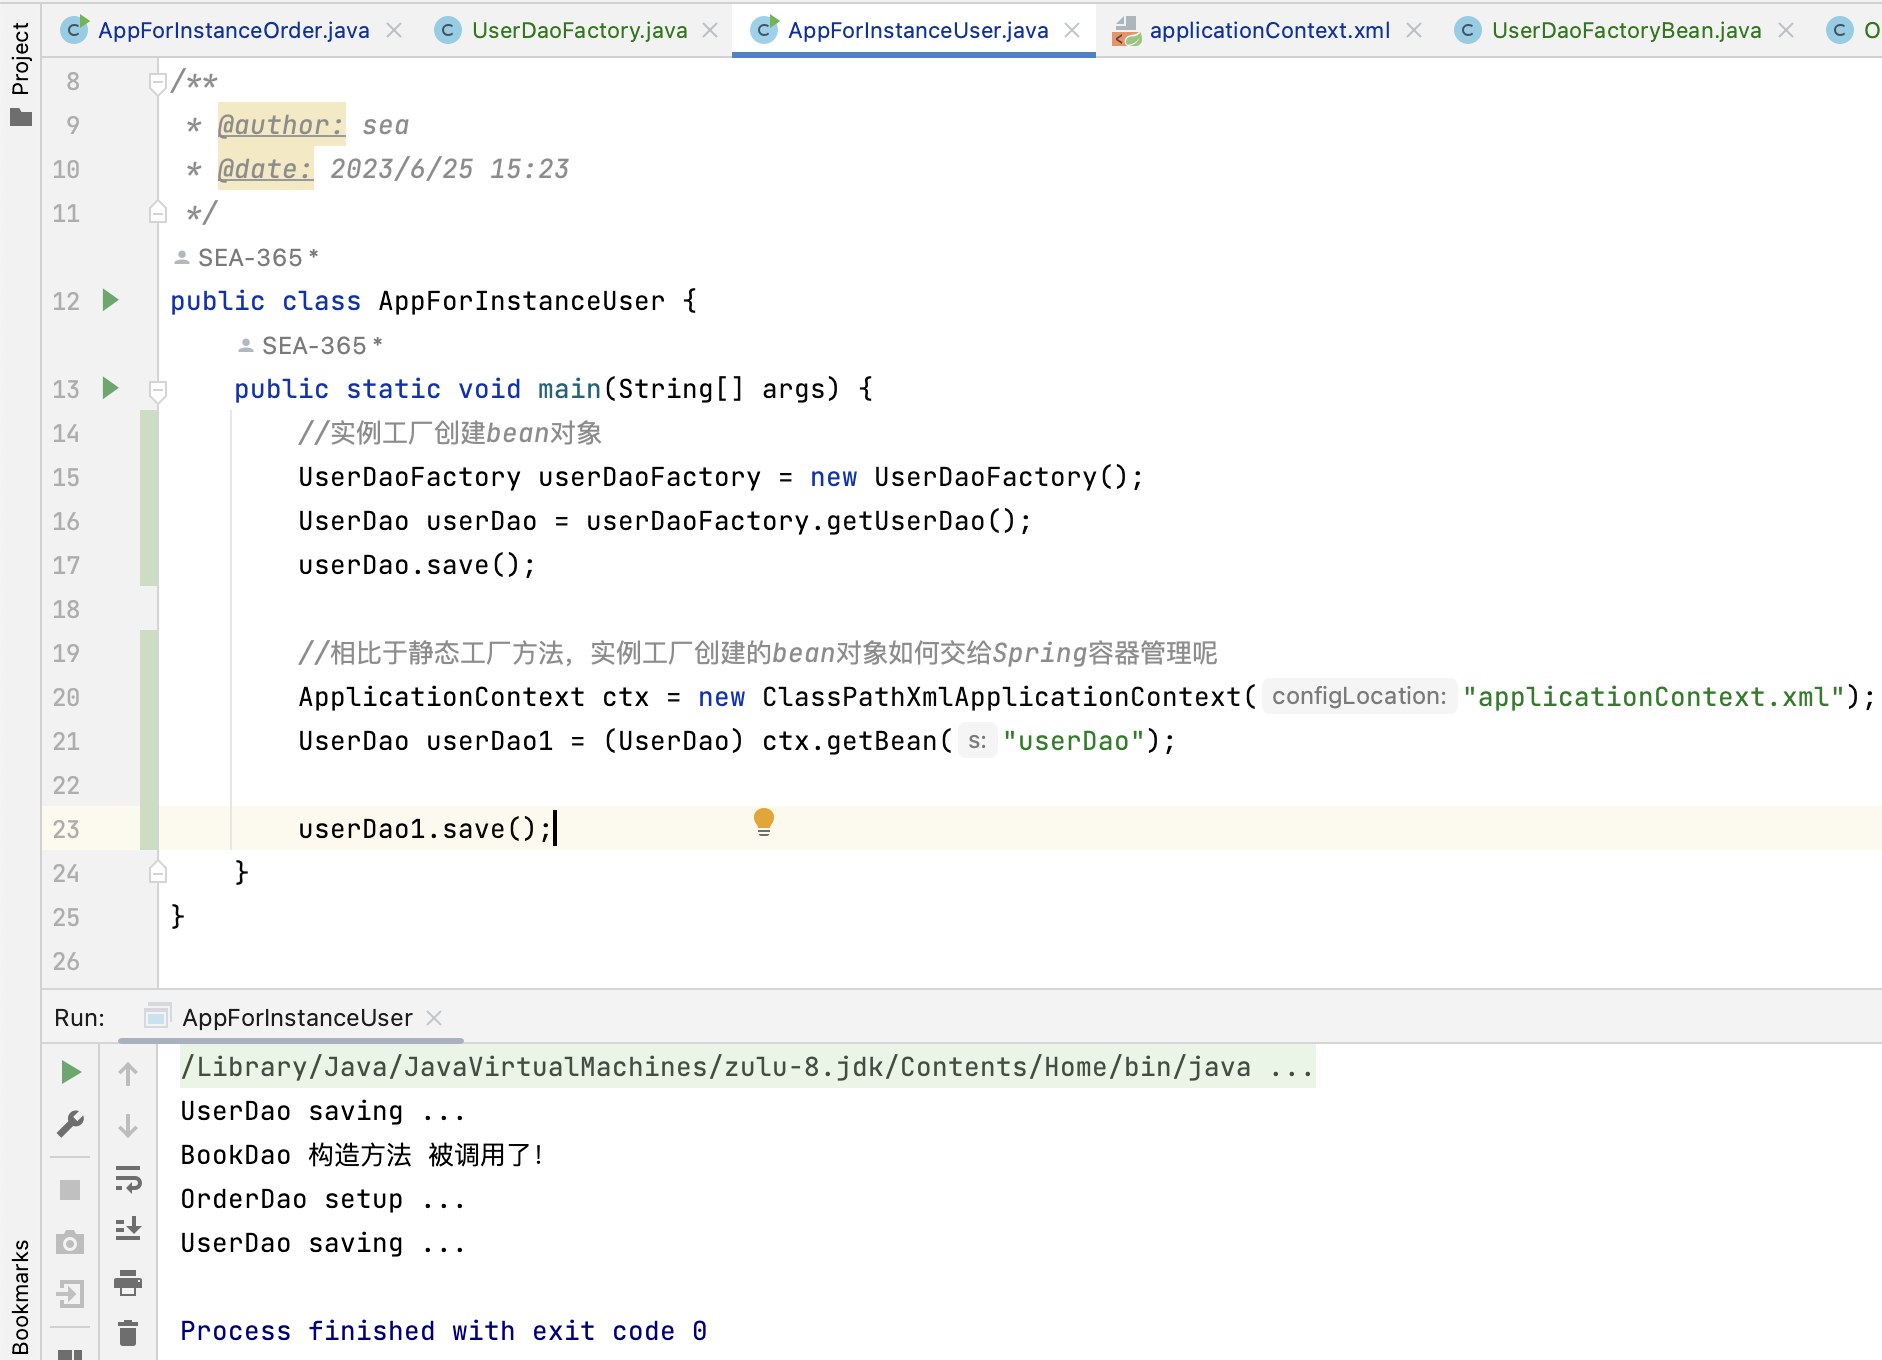 Project
AppForInstanceOrder.java
UserDaoFactory.java
AppForInstanceUser.java
applicationContext.xml
UserDaoFactoryBean.java
8 /**
9 * @author: sea
10 * @date: 2023/6/25 15:23
11 */
SEA-365 *
12 public class AppForInstanceUser {
SEA-365 *
13 public static void main(String[] args) {
14 //实例工厂创建bean对象
15 UserDaoFactory userDaoFactory = new UserDaoFactory();
16 UserDao userDao = userDaoFactory.getUserDao();
17 userDao.save();
18
19 //相比于静态工厂方法，实例工厂创建的bean对象如何交给Spring容器管理呢
20 ApplicationContext ctx = new ClassPathXmlApplicationContext( configLocation: "applicationContext.xml");
21 UserDao userDao1 = (UserDao) ctx.getBean( s: "userDao");
22
23 userDao1.save();
24 }
25 }
26
Run: AppForInstanceUser
/Library/Java/JavaVirtualMachines/zulu-8.jdk/Contents/Home/bin/java ...
UserDao saving ...
BookDao 构造方法 被调用了！
OrderDao setup ...
UserDao saving ...
Process finished with exit code 0
Bookmarks